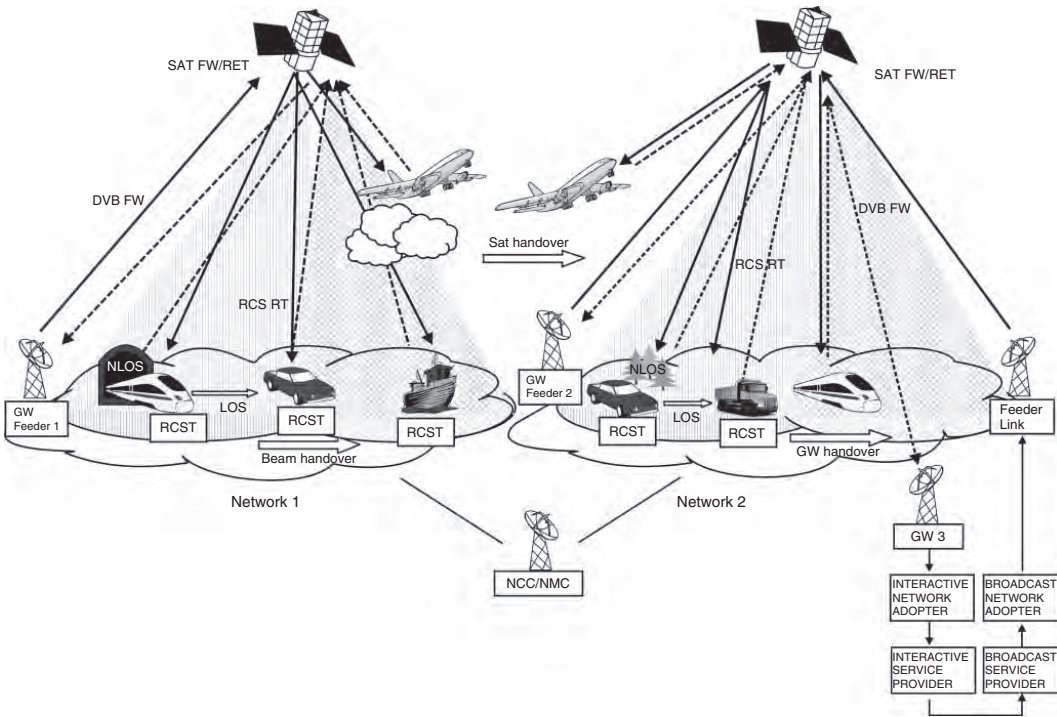 SAT FW/RET
SAT FW/RET
DVB FW
DVB FW
Sat handover
RCS RT
RCS RT
NLOS
NLOS
GW
Feeder 1
LOS
RCST
RCST
RCST
Beam handover
GW
Feeder 2
LOS
RCST
RCST
GW handover
Feeder
Link
Network 1
Network 2
NCC/NMC
GW 3
INTERACTIVE
NETWORK
ADOPTER
BROADCAST
NETWORK
ADOPTER
INTERACTIVE
SERVICE
PROVIDER
BROADCAST
SERVICE
PROVIDER